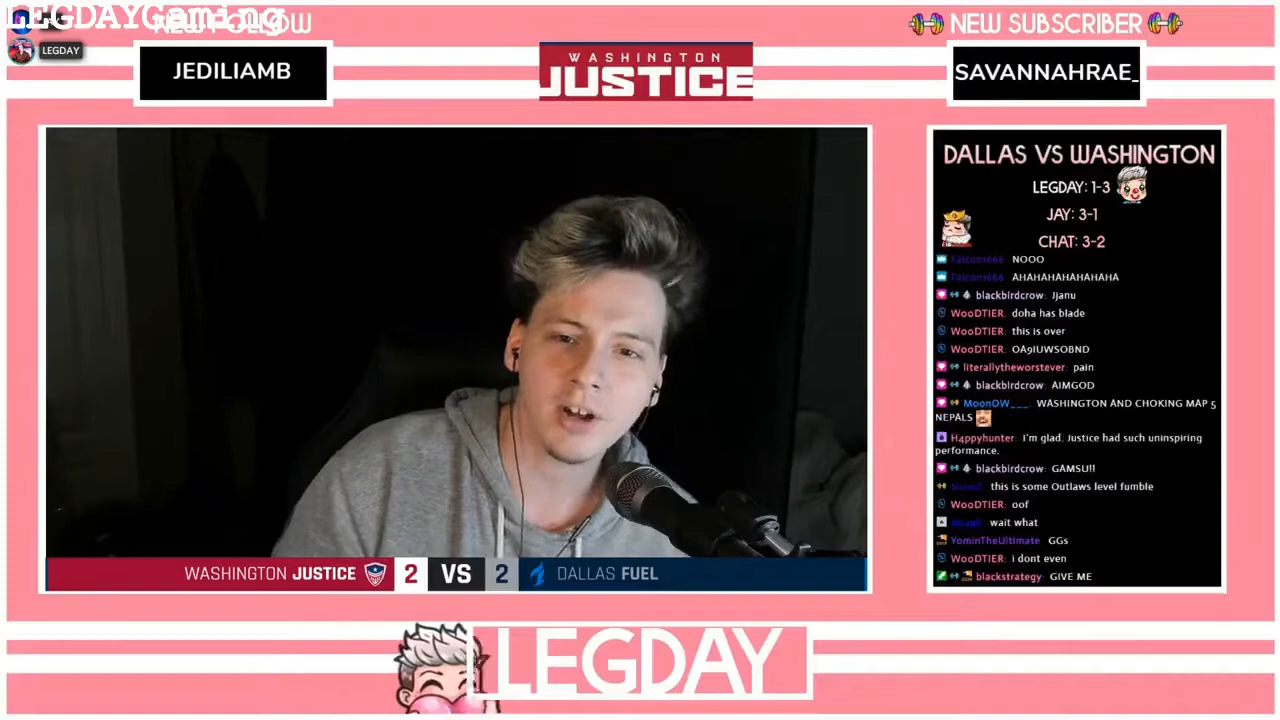 LEGDAYGaming
NEW FOLLOW
NEW SUBSCRIBER
LEGDAY
JEDILIAMB
WASHINGTON
JUSTICE
SAVANNAHRAE_
DALLAS VS WASHINGTON
LEGDAY: 1-3
JAY: 3-1
CHAT: 3-2
Falcon1666 NOOO
Falcon1666 AHAHAHAHAHAHAHA
blackbirdcrow: Jjanu
WooDTIER: doha has blade
WooDTIER: this is over
WooDTIER: OA9IUWSOBND
literallytheworstever: pain
blackbirdcrow: AIMGOD
MoonOW___: WASHINGTON AND CHOKING MAP 5
NEPALS
H4ppyhunter: I'm glad. Justice had such uninspiring
performance.
blackbirdcrow: GAMSU!!
this is some Outlaws level fumble
WooDTIER: oof
wait what
YominTheUltimate GGs
WooDTIER: i dont even
blackstrategy: GIVE ME
WASHINGTON JUSTICE 2 VS 2 DALLAS FUEL
LEGDAY